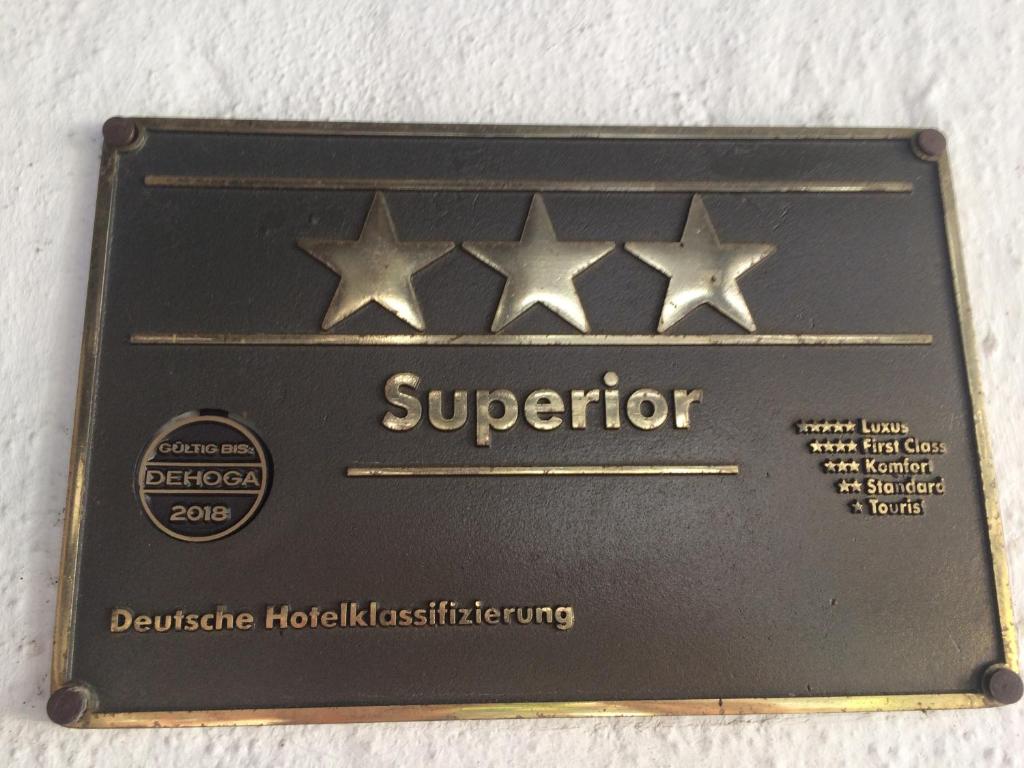 Superior
GÜLTIG BIS:
DEHOGA
2018
★★★★★ Luxus
★★★★ First Class
★★★ Komfort
★★ Standard
★ Tourist
Deutsche Hotelklassifizierung